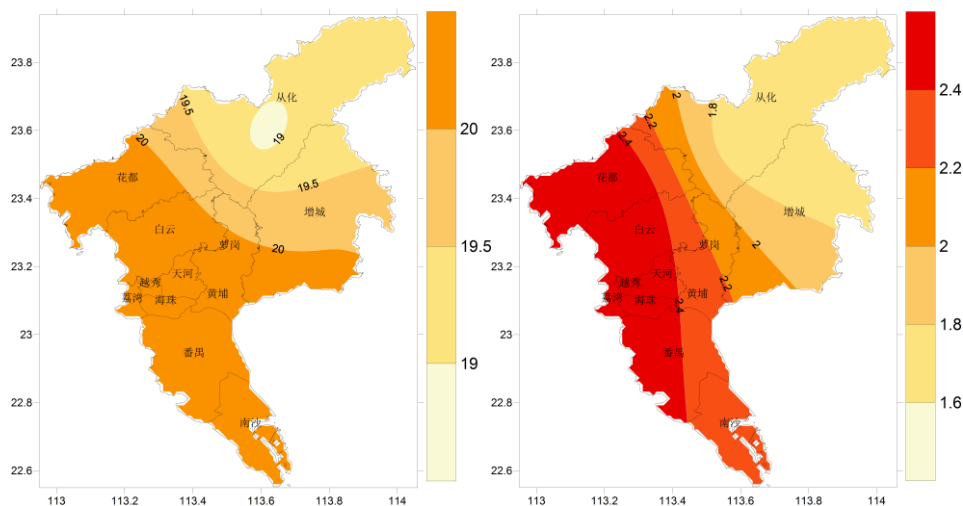 23.8
23.6
23.4
23.2
23
22.8
22.6
113
113.2
113.4
113.6
113.8
114
从化
19.5
19
20
花都
19.5
增城
白云
萝岗
20
天河
越秀
黄埔
荔湾
海珠
番禺
南沙
20
19.5
19
23.8
23.6
23.4
23.2
23
22.8
22.6
113
113.2
113.4
113.6
113.8
114
从化
2
1.8
2.2
2.4
花都
增城
白云
萝岗
2
天河
2.2
越秀
黄埔
荔湾
海珠
2.4
番禺
南沙
2.4
2.2
2
1.8
1.6